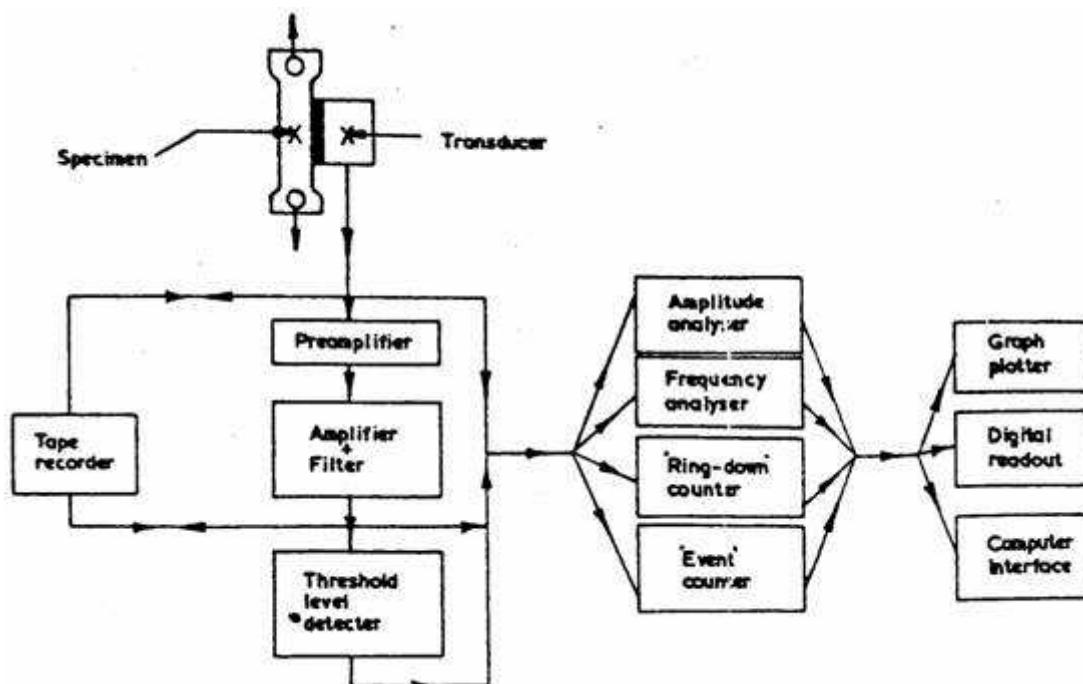 Specimen
Transducer
Preamplifier
Amplifier
+
Filter
Tape
recorder
Threshold
level
detecter
Amplitude
analyser
Frequency
analyser
"Ring-down"
counter
"Event"
counter
Graph
plotter
Digital
readout
Computer
interface